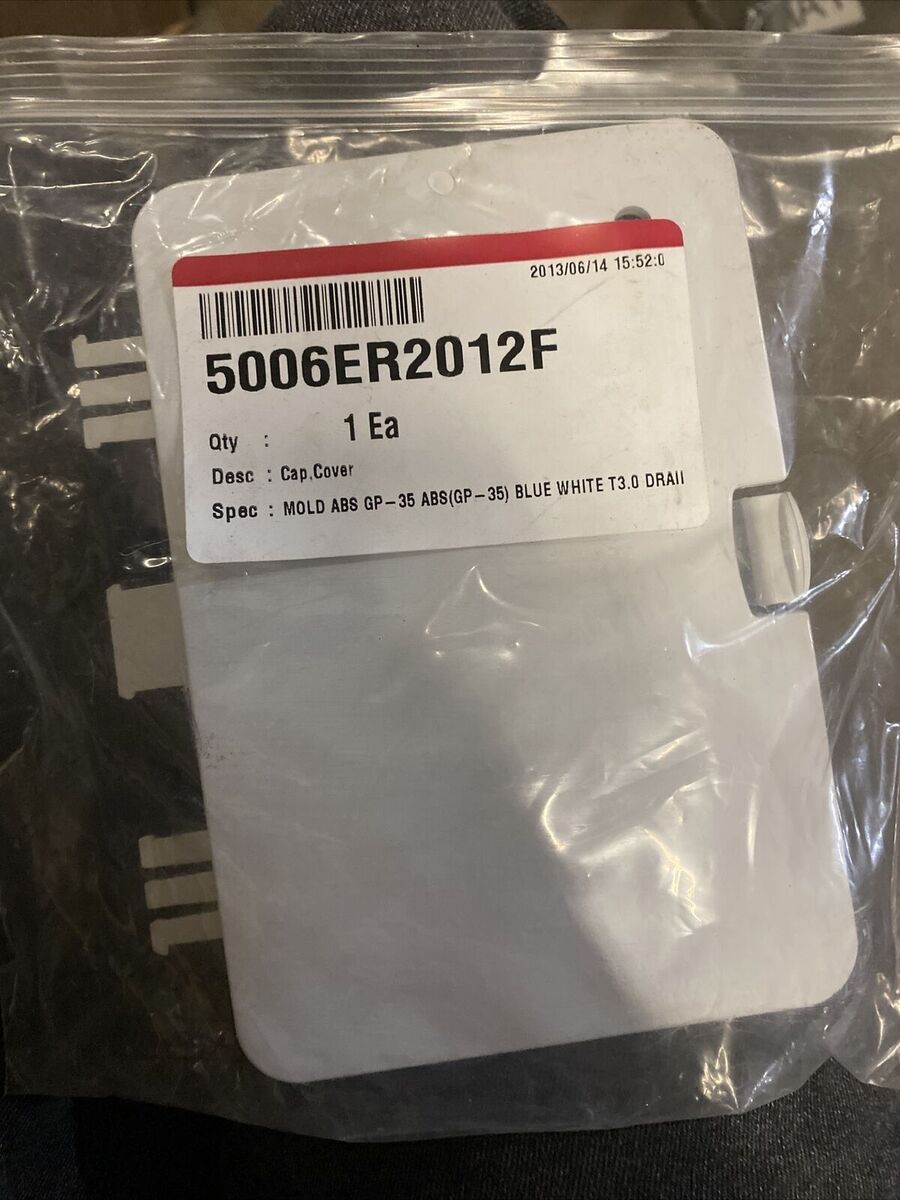 2013/06/14 15:52:0
5006ER2012F
Qty : 1 Ea
Desc : Cap,Cover
Spec : MOLD ABS GP-35 ABS(GP-35) BLUE WHITE T3.0 DRAII